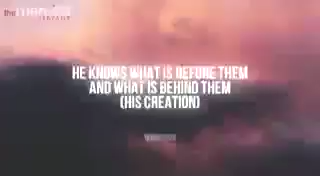 HE KNOWS WHAT IS BEFORE THEM
AND WHAT IS BEHIND THEM
(HIS CREATION)